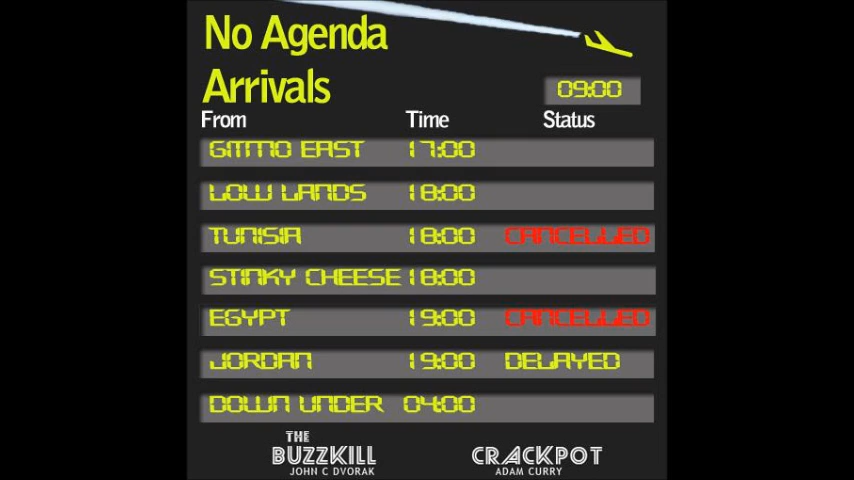 No Agenda
Arrivals
09:00
From Time Status
GITMO EAST 17:00
LOW LANDS 18:00
TUNISIA 18:00 CANCELLED
STINKY CHEESE 18:00
EGYPT 19:00 CANCELLED
JORDAN 19:00 DELAYED
DOWN UNDER 04:00
THE
BUZZKILL CRACKPOT
JOHN C DVORAK ADAM CURRY